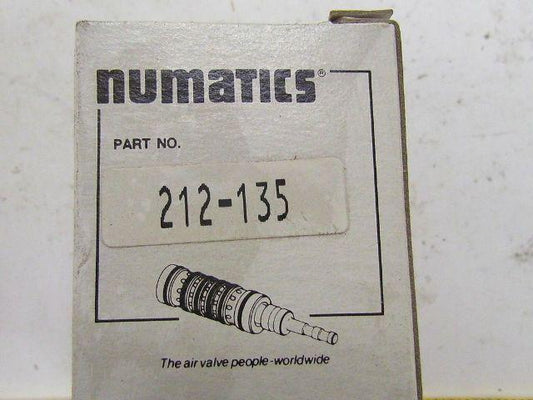 numatics®
PART NO.
212-135
The air valve people-worldwide